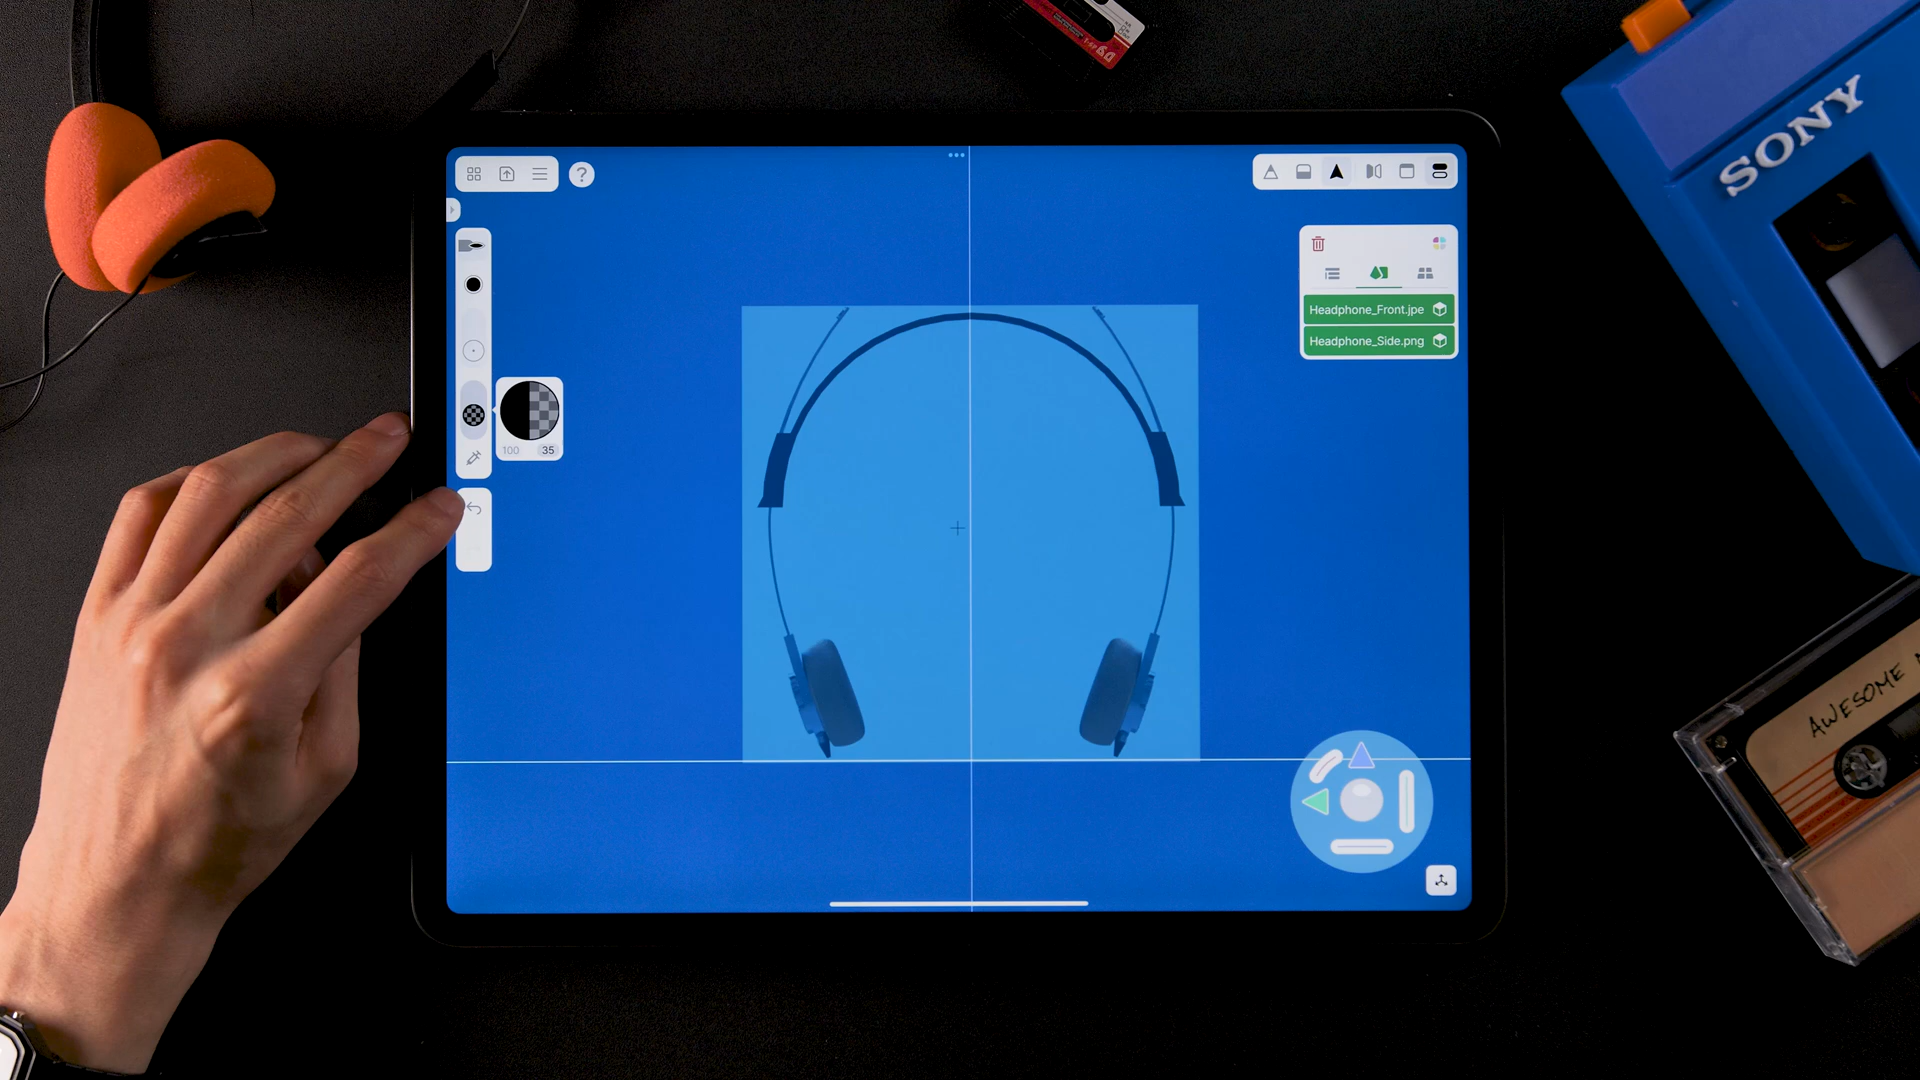 SONY
?
Headphone_Front.jpe
Headphone_Side.png
100 35
AWESOME